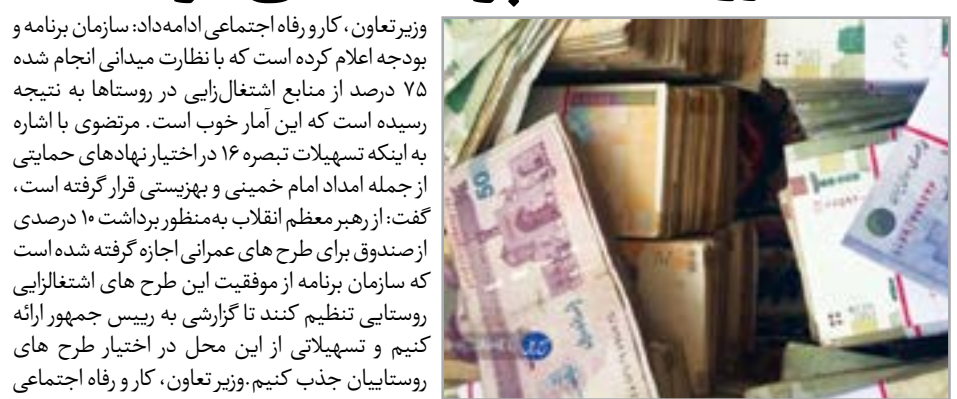 وزیر تعاون، کار و رفاه اجتماعی ادامه‌داد: سازمان برنامه و
بودجه اعلام کرده است که با نظارت میدانی انجام شده
۷۵ درصد از منابع اشتغال‌زایی در روستاها به نتیجه
رسیده است که این آمار خوب است. مرتضوی با اشاره
به اینکه تسهیلات تبصره ۱۶ در اختیار نهادهای حمایتی
از جمله امداد امام خمینی و بهزیستی قرار گرفته است،
گفت: از رهبر معظم انقلاب به‌منظور برداشت ۱۰ درصدی
از صندوق برای طرح های عمرانی اجازه گرفته شده است
که سازمان برنامه از موفقیت این طرح های اشتغالزایی
روستایی تنظیم کنند تا گزارشی به رییس جمهور ارائه
کنیم و تسهیلاتی از این محل در اختیار طرح های
روستاییان جذب کنیم.وزیر تعاون، کار و رفاه اجتماعی
50